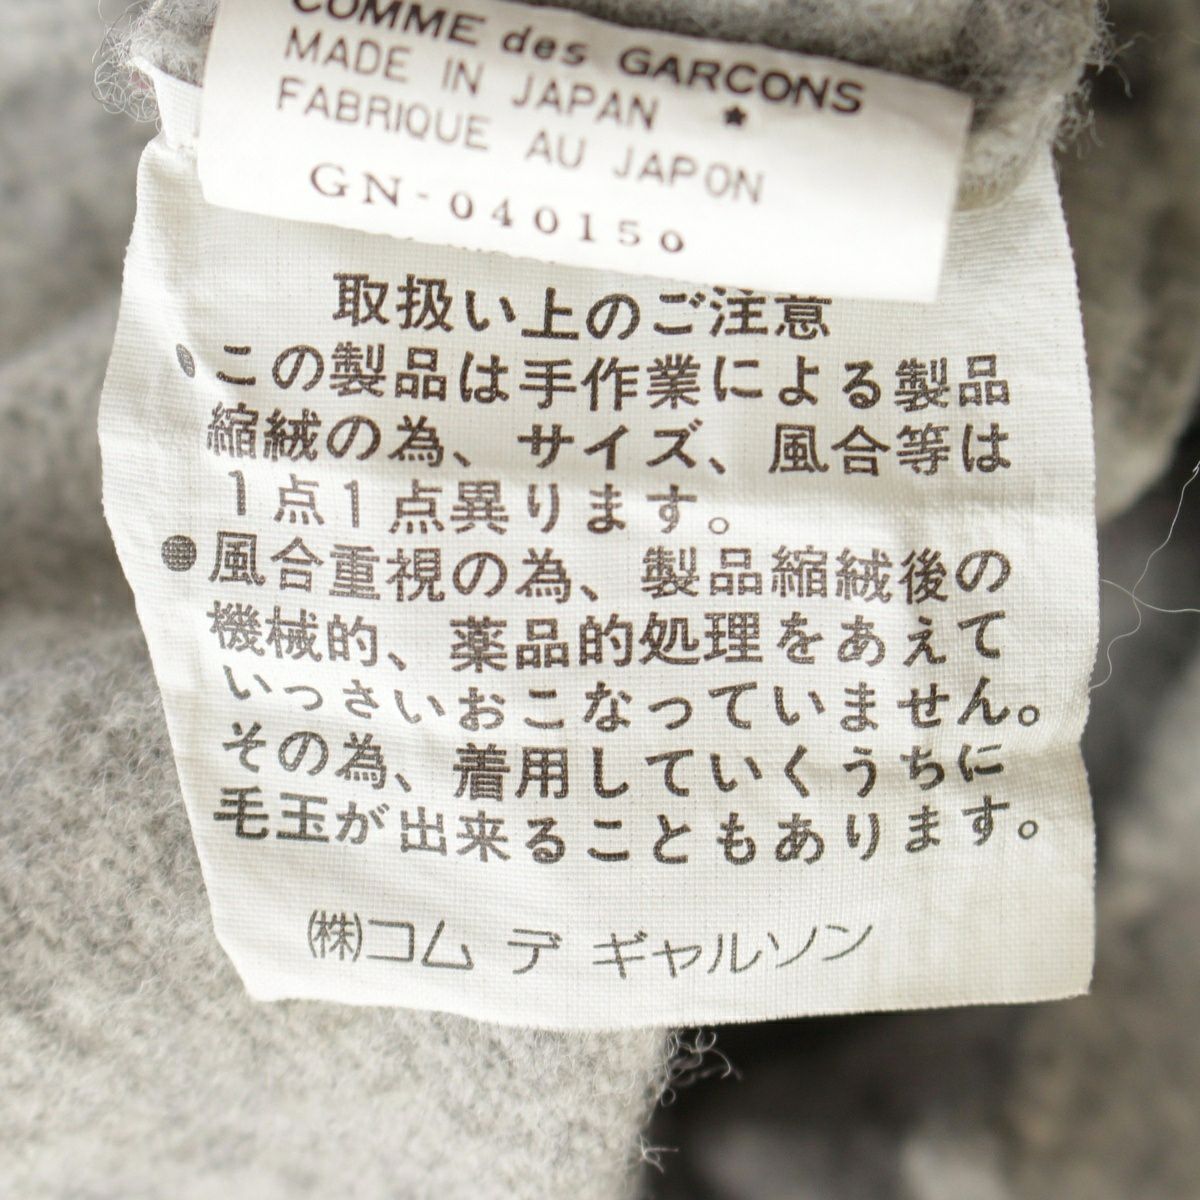 COMME des GARCONS
MADE IN JAPAN ★
FABRIQUE AU JAPON
GN-040150
取扱い上のご注意
●この製品は手作業による製品
縮絨の為、サイズ、風合等は
1点1点異ります。
●風合重視の為、製品縮絨後の
機械的、薬品的処理をあえて
いっさいおこなっていません。
その為、着用していくうちに
毛玉が出来ることもあります。
㈱コム デ ギャルソン